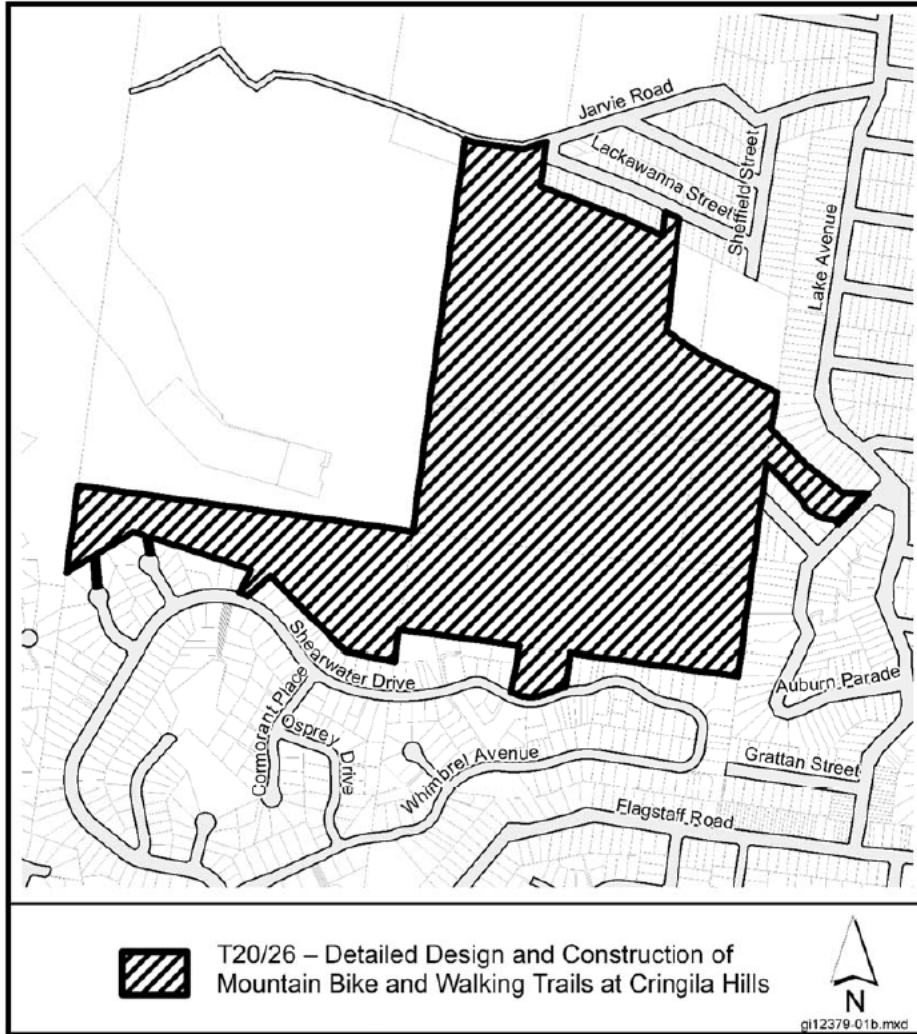 Jarvie Road
Lackawanna Street
Sheffield Street
Lake Avenue
Shearwater Drive
Cormorant Place
Osprey Drive
Whimbrel Avenue
Auburn Parade
Grattan Street
Flagstaff Road
T20/26 – Detailed Design and Construction of
Mountain Bike and Walking Trails at Cringila Hills
N
gi12379-01b.mxd